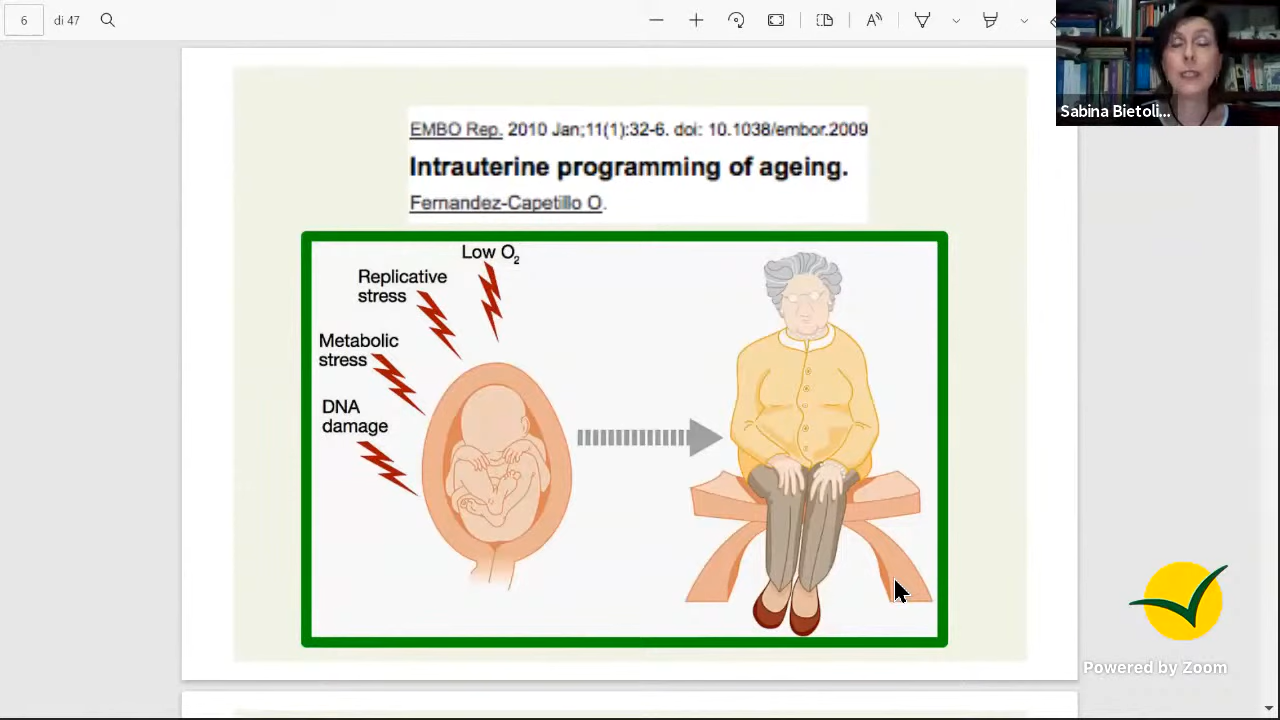 6 di 47
Sabina Bietoli...
EMBO Rep. 2010 Jan;11(1):32-6. doi: 10.1038/embor.2009
Intrauterine programming of ageing.
Fernandez-Capetillo O.
Low O₂
Replicative
stress
Metabolic
stress
DNA
damage
Powered by Zoom